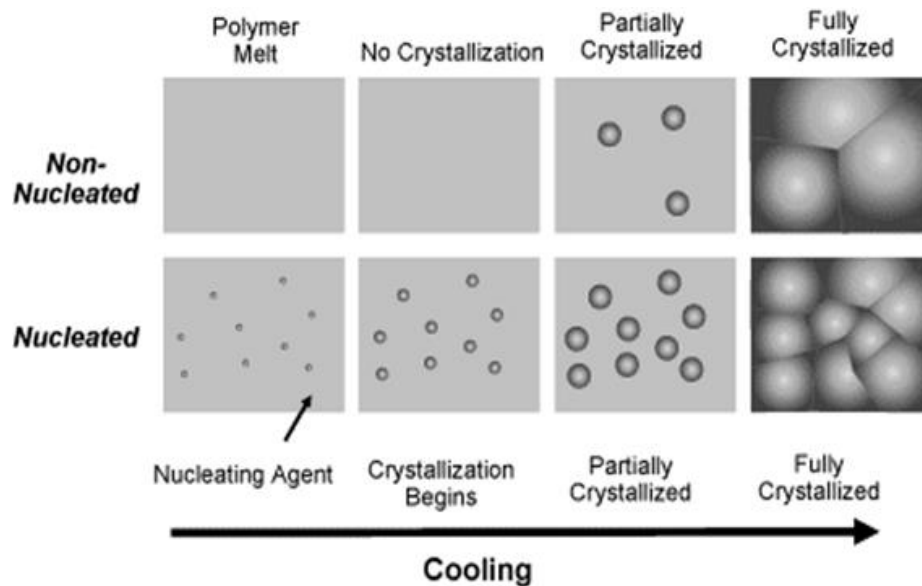 Polymer
Melt
No Crystallization
Partially
Crystallized
Fully
Crystallized
Non-
Nucleated
Nucleated
Nucleating Agent
Crystallization
Begins
Partially
Crystallized
Fully
Crystallized
Cooling